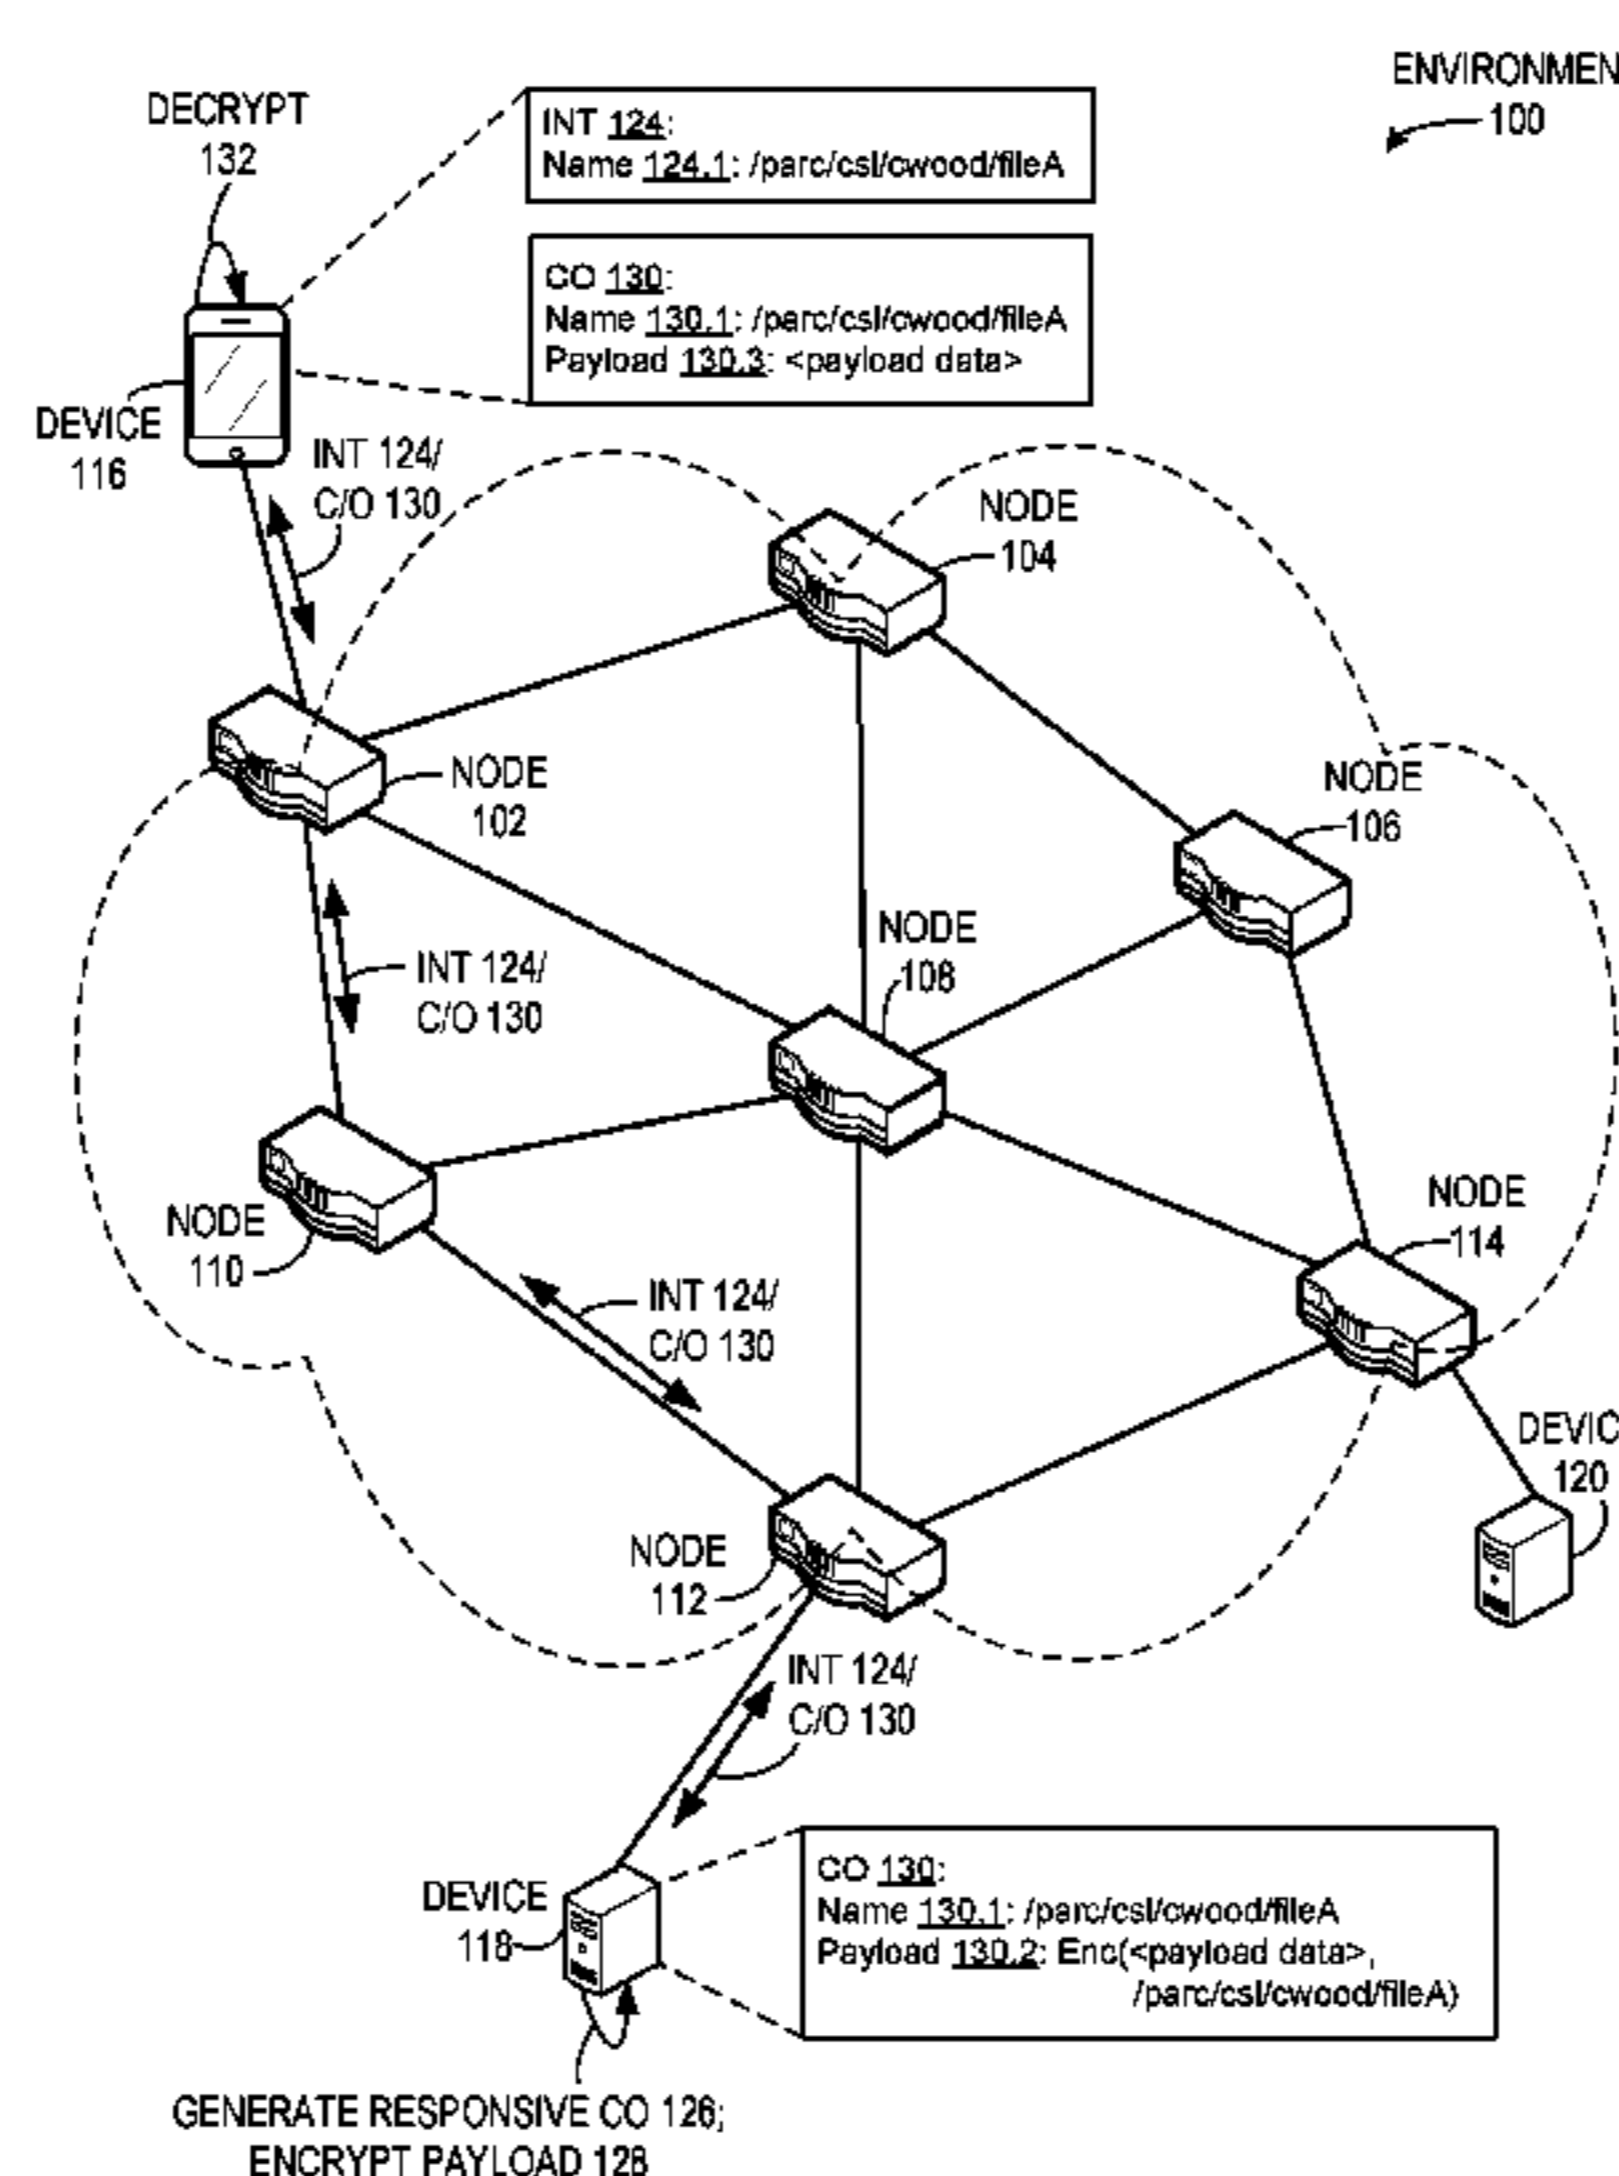 ENVIRONMEN
100
DECRYPT
132
INT 124:
Name 124.1: /parc/csl/cwood/fileA
CO 130:
Name 130.1: /parc/csl/cwood/fileA
Payload 130.3: <payload data>
DEVICE
116
INT 124/
C/O 130
NODE
104
NODE
102
NODE
106
NODE
108
INT 124/
C/O 130
NODE
110
NODE
114
INT 124/
C/O 130
DEVIC
120
NODE
112
INT 124/
C/O 130
DEVICE
118
CO 130:
Name 130.1: /parc/csl/cwood/fileA
Payload 130.2: Enc(<payload data>,
/parc/csl/cwood/fileA)
GENERATE RESPONSIVE CO 126;
ENCRYPT PAYLOAD 128